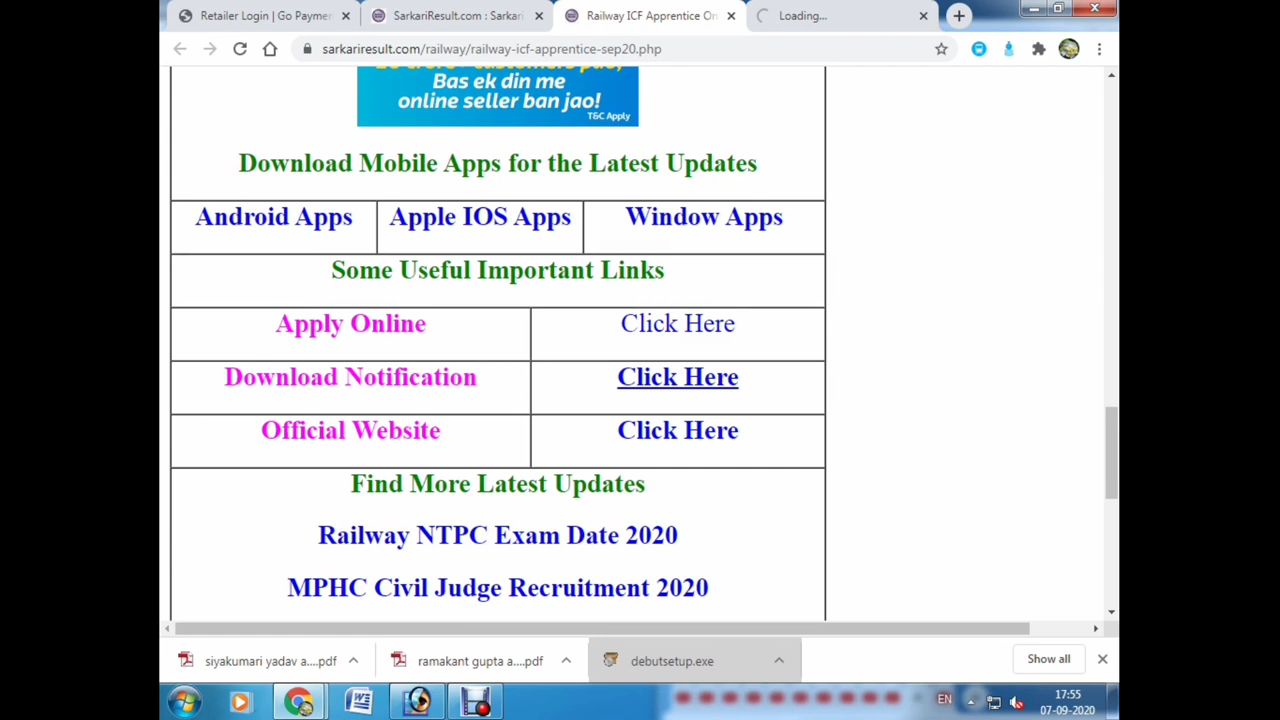 Retailer Login | Go Paymer
SarkariResult.com : Sarkari
Railway ICF Apprentice On
Loading...
sarkariresult.com/railway/railway-icf-apprentice-sep20.php
Bas ek din me
online seller ban jao!
T&C Apply
Download Mobile Apps for the Latest Updates
Android Apps Apple IOS Apps Window Apps
Some Useful Important Links
Apply Online Click Here
Download Notification Click Here
Official Website Click Here
Find More Latest Updates
Railway NTPC Exam Date 2020
MPHC Civil Judge Recruitment 2020
siyakumari yadav a....pdf ramakant gupta a....pdf debutsetup.exe Show all
EN 17:55
07-09-2020